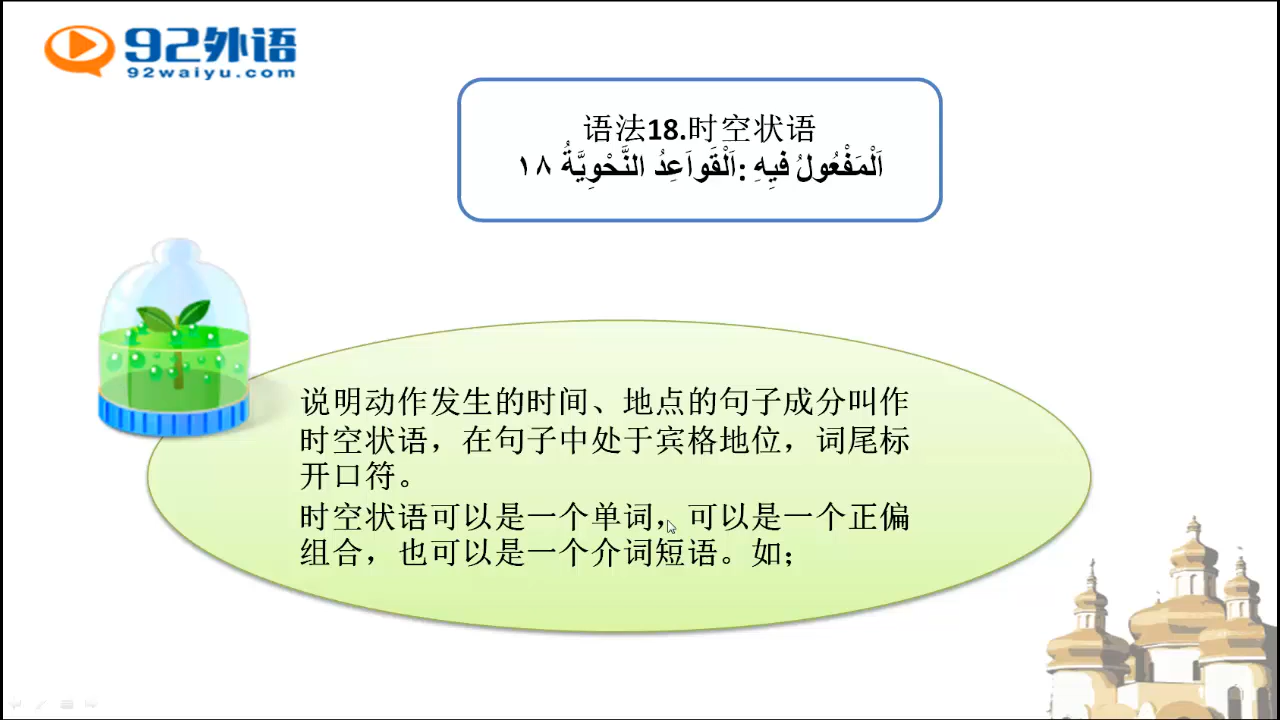 92外语
92waiyu.com
语法18.时空状语
اَلْمَفْعُولُ فيِهِ :اَلْقَواَعِدُ النَّحْوِيَّةُ ١٨
说明动作发生的时间、地点的句子成分叫作
时空状语，在句子中处于宾格地位，词尾标
开口符。
时空状语可以是一个单词，可以是一个正偏
组合，也可以是一个介词短语。如；